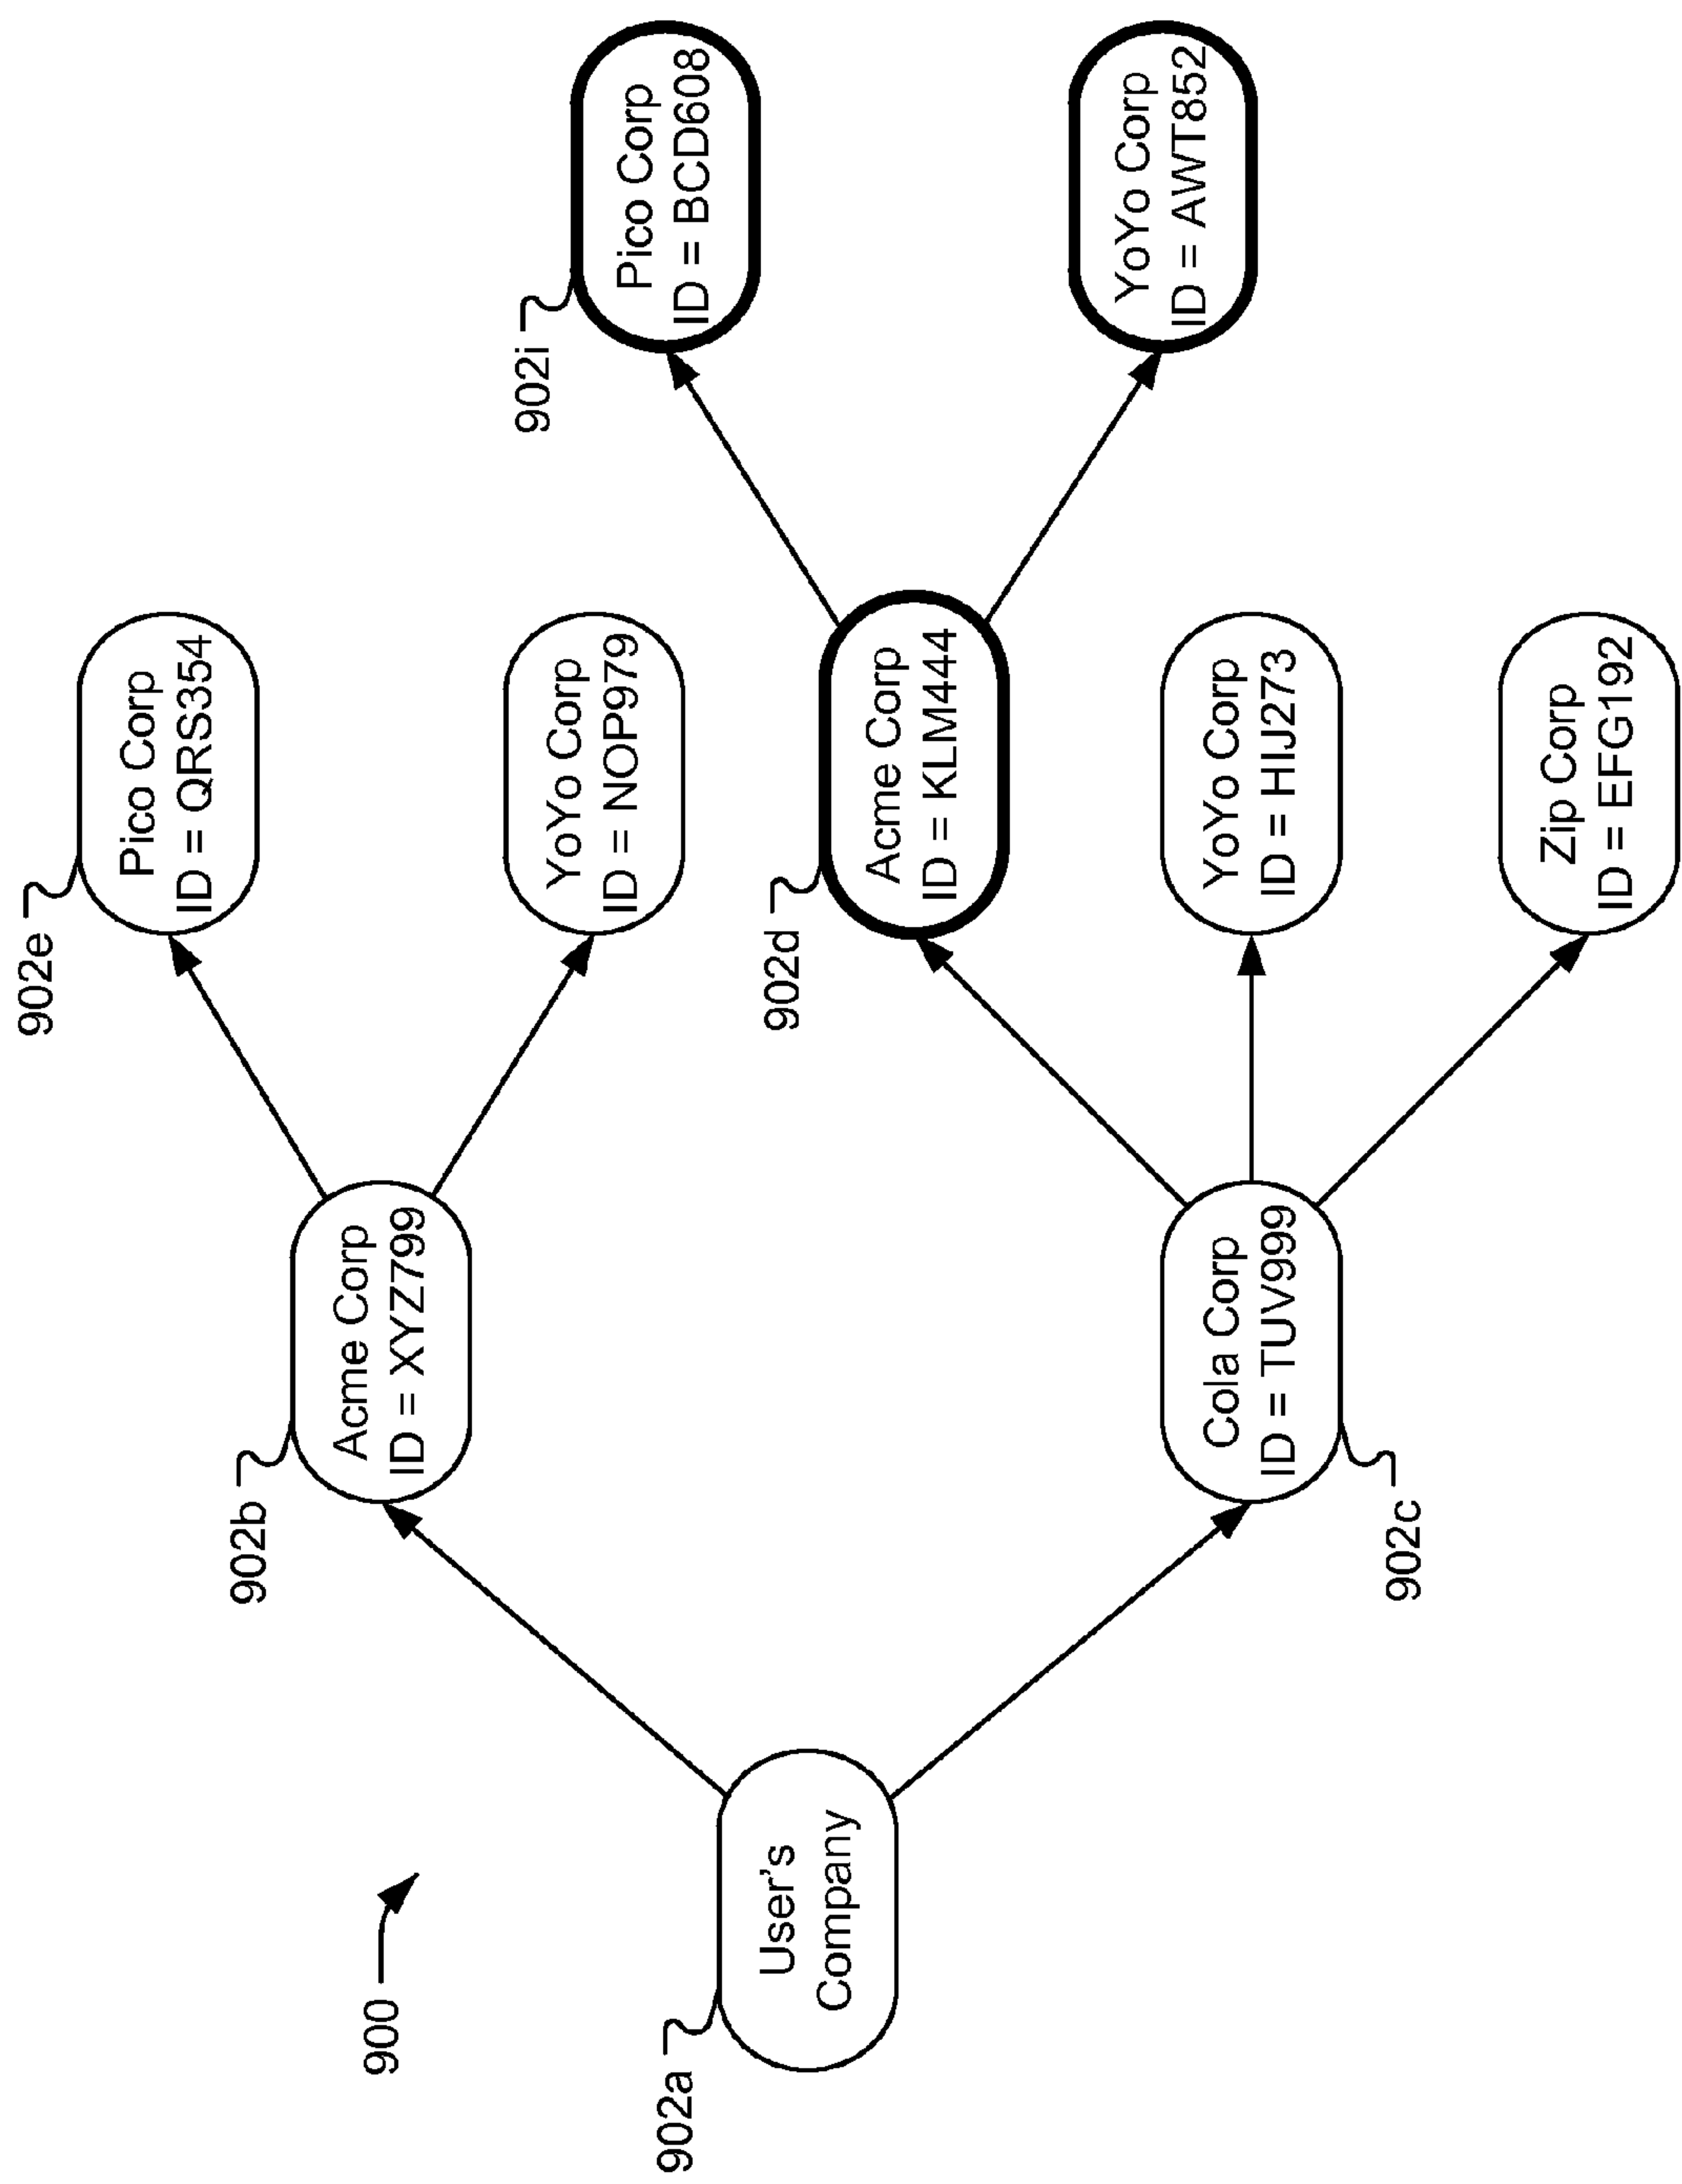 900
902a
User's
Company
902b
Acme Corp
ID = XYZ799
902c
Cola Corp
ID = TUV999
902e
Pico Corp
ID = QRS354
YoYo Corp
ID = NOP979
902d
Acme Corp
ID = KLM444
YoYo Corp
ID = HIJ273
Zip Corp
ID = EFG192
902i
Pico Corp
ID = BCD608
YoYo Corp
ID = AWT852